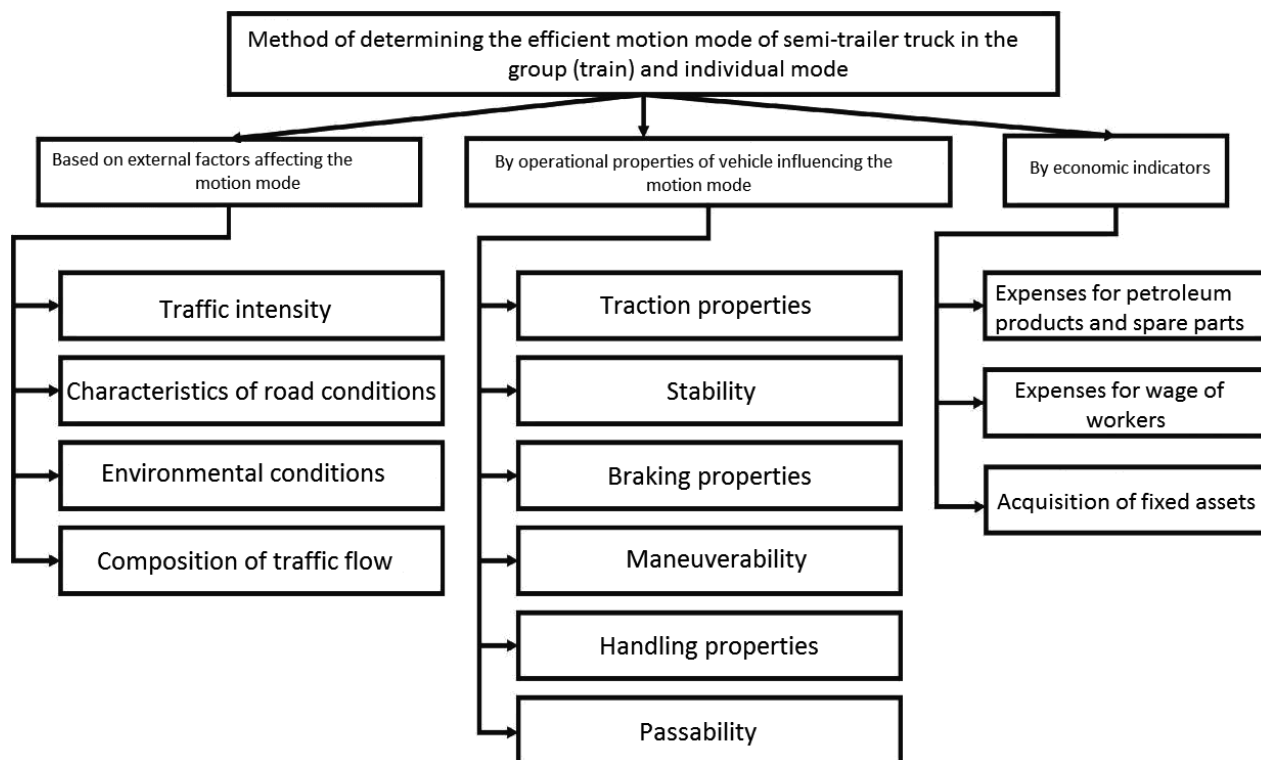 Method of determining the efficient motion mode of semi-trailer truck in the
group (train) and individual mode
Based on external factors affecting the
motion mode
By operational properties of vehicle influencing the
motion mode
By economic indicators
Traffic intensity
Characteristics of road conditions
Environmental conditions
Composition of traffic flow
Traction properties
Stability
Braking properties
Maneuverability
Handling properties
Passability
Expenses for petroleum
products and spare parts
Expenses for wage of
workers
Acquisition of fixed assets